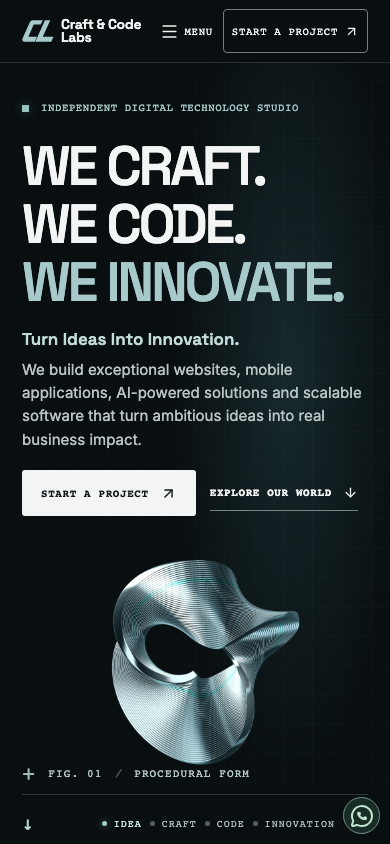 Craft & Code
Labs
MENU
START A PROJECT
INDEPENDENT DIGITAL TECHNOLOGY STUDIO
WE CRAFT.
WE CODE.
WE INNOVATE.
Turn Ideas Into Innovation.
We build exceptional websites, mobile
applications, AI-powered solutions and scalable
software that turn ambitious ideas into real
business impact.
START A PROJECT
EXPLORE OUR WORLD
FIG. 01 / PROCEDURAL FORM
IDEA CRAFT CODE INNOVATION